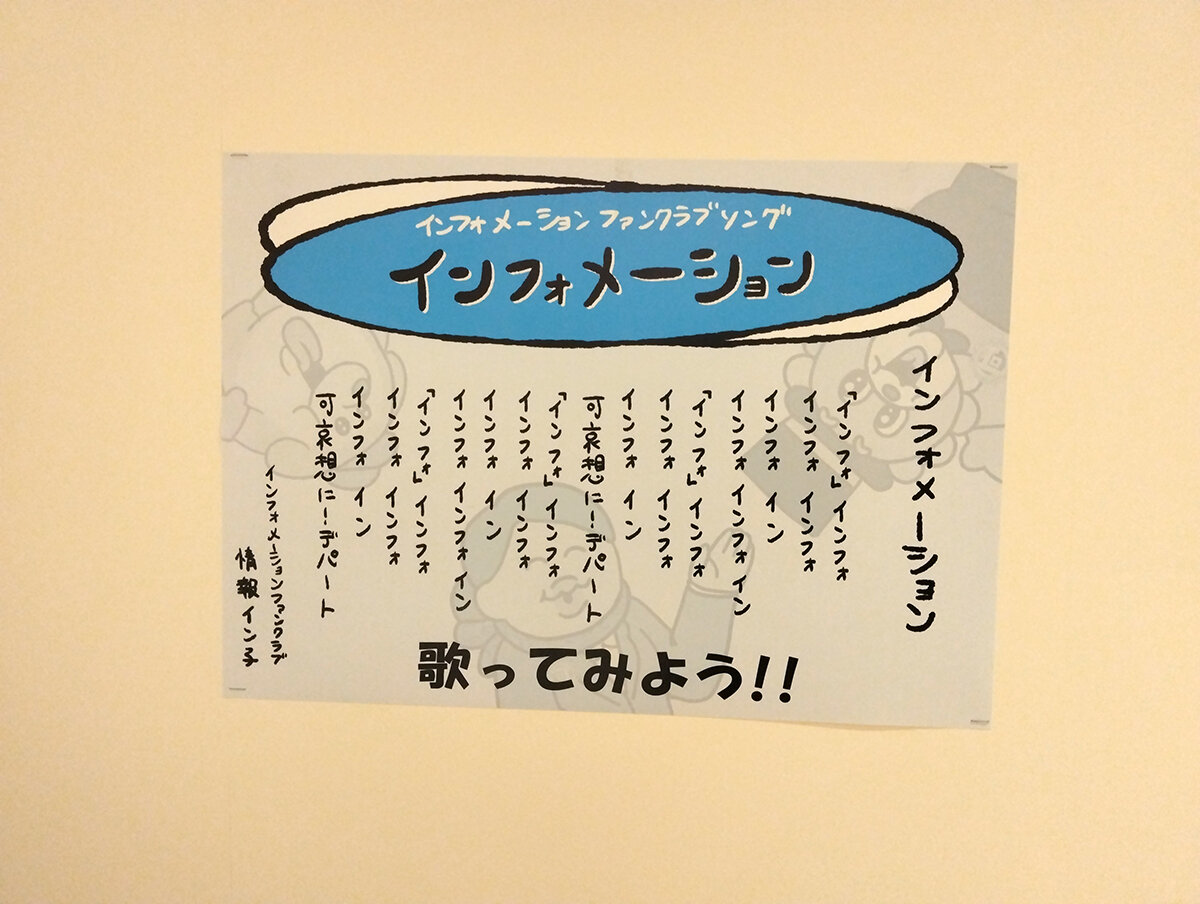 インフォメーションファンクラブソング
インフォメーション
インフォメーション
「インフォ」インフォ
インフォ インフォ
インフォ イン
インフォ インフォ イン
「インフォ」インフォ
インフォ インフォ
インフォ イン
可哀想に！デパート
「インフォ」インフォ
インフォ インフォ
インフォ イン
インフォ インフォ イン
「インフォ」インフォ
インフォ インフォ
インフォ イン
可哀想に！デパート
インフォメーションファンクラブ
情報イン子
歌ってみよう!!